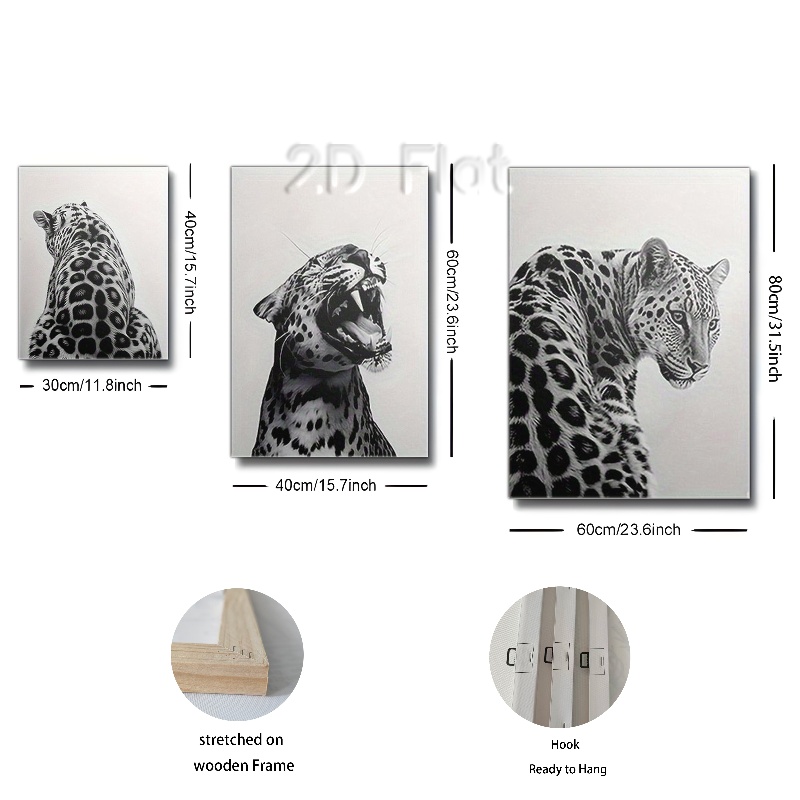 2D Flat
40cm/15.7inch
30cm/11.8inch
60cm/23.6inch
40cm/15.7inch
80cm/31.5inch
60cm/23.6inch
stretched on
wooden Frame
Hook
Ready to Hang